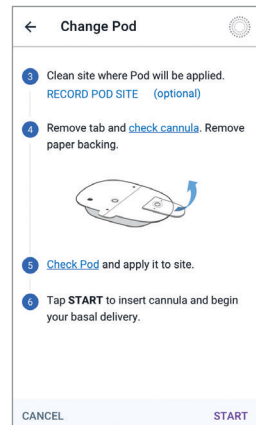 Change Pod
3 Clean site where Pod will be applied.
RECORD POD SITE (optional)
4 Remove tab and check cannula. Remove
paper backing.
5 Check Pod and apply it to site.
6 Tap START to insert cannula and begin
your basal delivery.
CANCEL START